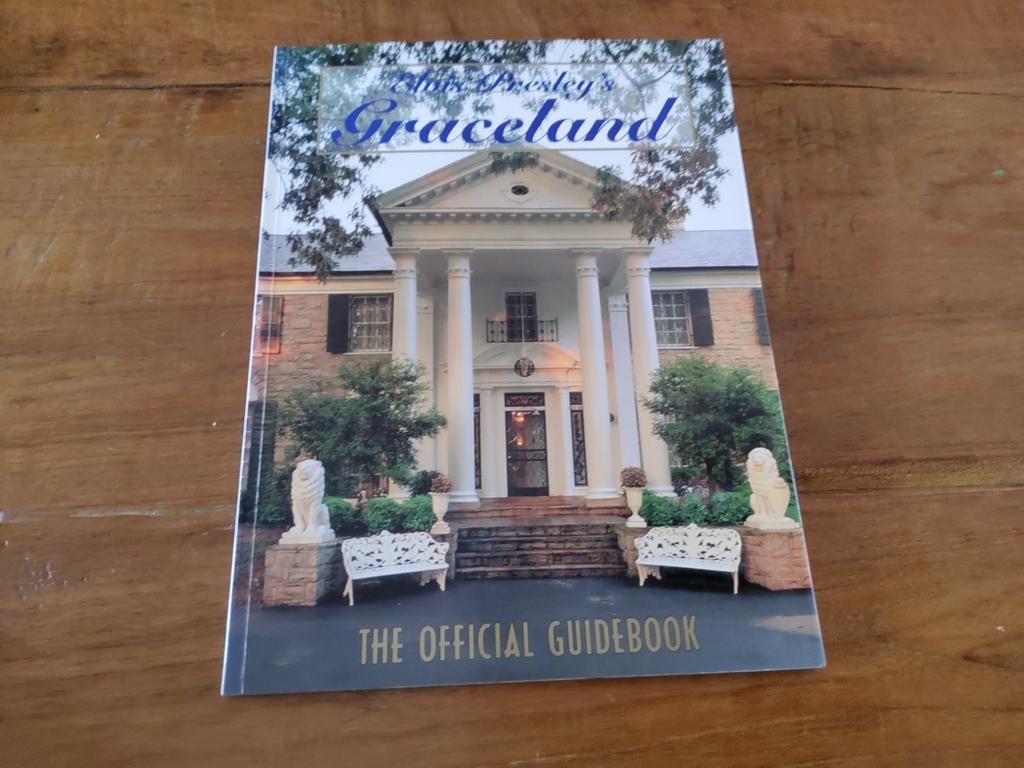 Elvis Presley's
Graceland
THE OFFICIAL GUIDEBOOK